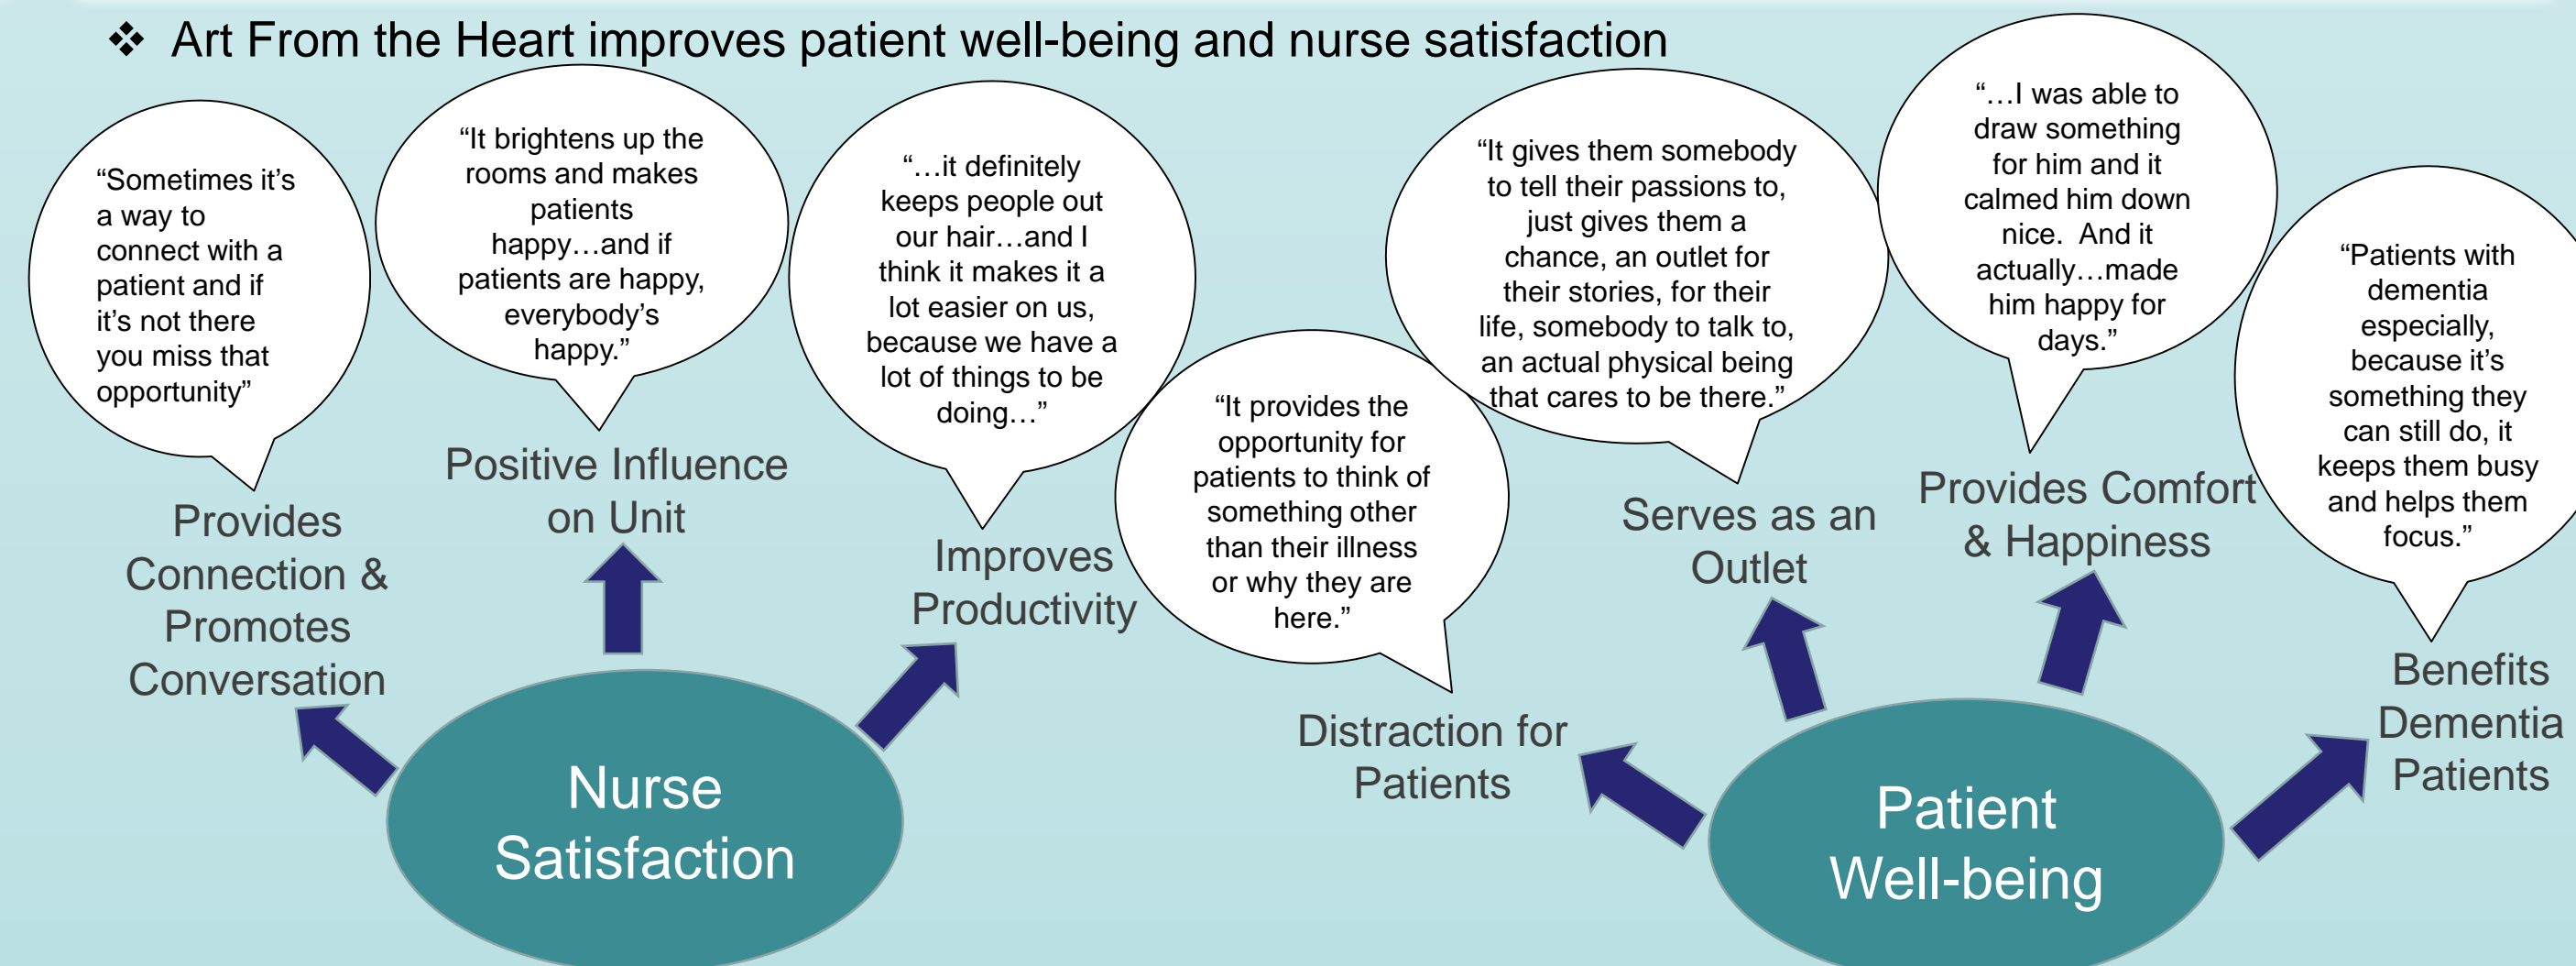 ❖ Art From the Heart improves patient well-being and nurse satisfaction
“Sometimes it’s
a way to
connect with a
patient and if
it’s not there
you miss that
opportunity”
Provides
Connection &
Promotes
Conversation
“It brightens up the
rooms and makes
patients
happy…and if
patients are happy,
everybody’s
happy.”
Positive Influence
on Unit
“…it definitely
keeps people out
our hair…and I
think it makes it a
lot easier on us,
because we have a
lot of things to be
doing…”
Improves
Productivity
Nurse
Satisfaction
“It provides the
opportunity for
patients to think of
something other
than their illness
or why they are
here.”
Distraction for
Patients
“It gives them somebody
to tell their passions to,
just gives them a
chance, an outlet for
their stories, for their
life, somebody to talk to,
an actual physical being
that cares to be there.”
Serves as an
Outlet
“…I was able to
draw something
for him and it
calmed him down
nice.  And it
actually…made
him happy for
days.”
Provides Comfort
& Happiness
“Patients with
dementia
especially,
because it’s
something they
can still do, it
keeps them busy
and helps them
focus.”
Benefits
Dementia
Patients
Patient
Well-being